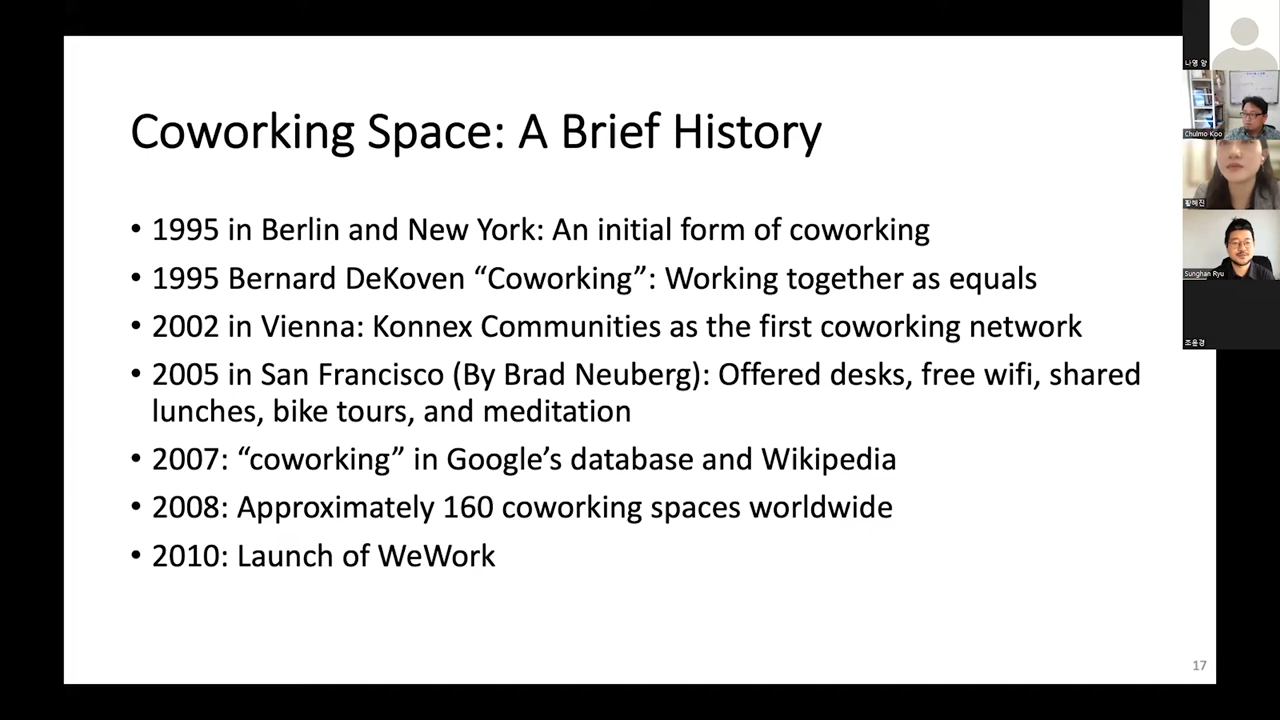 Coworking Space: A Brief History
• 1995 in Berlin and New York: An initial form of coworking
• 1995 Bernard DeKoven “Coworking”: Working together as equals
• 2002 in Vienna: Konnex Communities as the first coworking network
• 2005 in San Francisco (By Brad Neuberg): Offered desks, free wifi, shared
lunches, bike tours, and meditation
• 2007: “coworking” in Google’s database and Wikipedia
• 2008: Approximately 160 coworking spaces worldwide
• 2010: Launch of WeWork
17
나영 양
Chulmo Koo
황혜진
Sunghan Ryu
조윤경